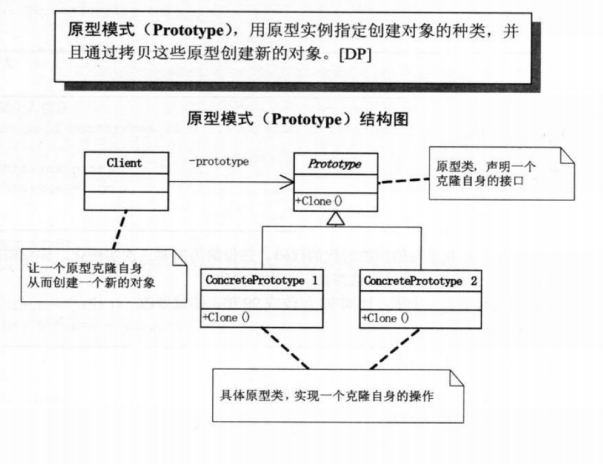 原型模式（Prototype），用原型实例指定创建对象的种类，并
且通过拷贝这些原型创建新的对象。[DP]
原型模式（Prototype）结构图
Client
-prototype
Prototype
+Clone()
原型类，声明一个
克隆自身的接口
让一个原型克隆自身
从而创建一个新的对象
ConcretePrototype 1
+Clone()
ConcretePrototype 2
+Clone()
具体原型类，实现一个克隆自身的操作